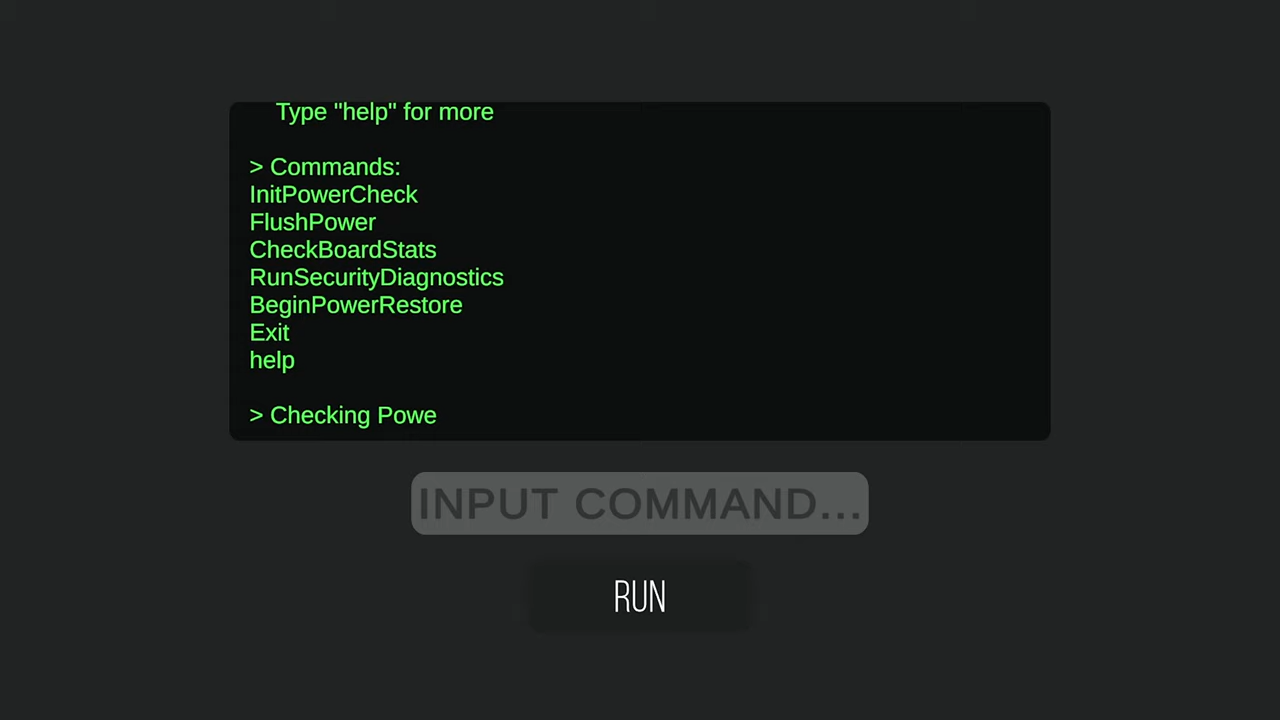 Type "help" for more
> Commands:
InitPowerCheck
FlushPower
CheckBoardStats
RunSecurityDiagnostics
BeginPowerRestore
Exit
help
> Checking Powe
INPUT COMMAND...
RUN